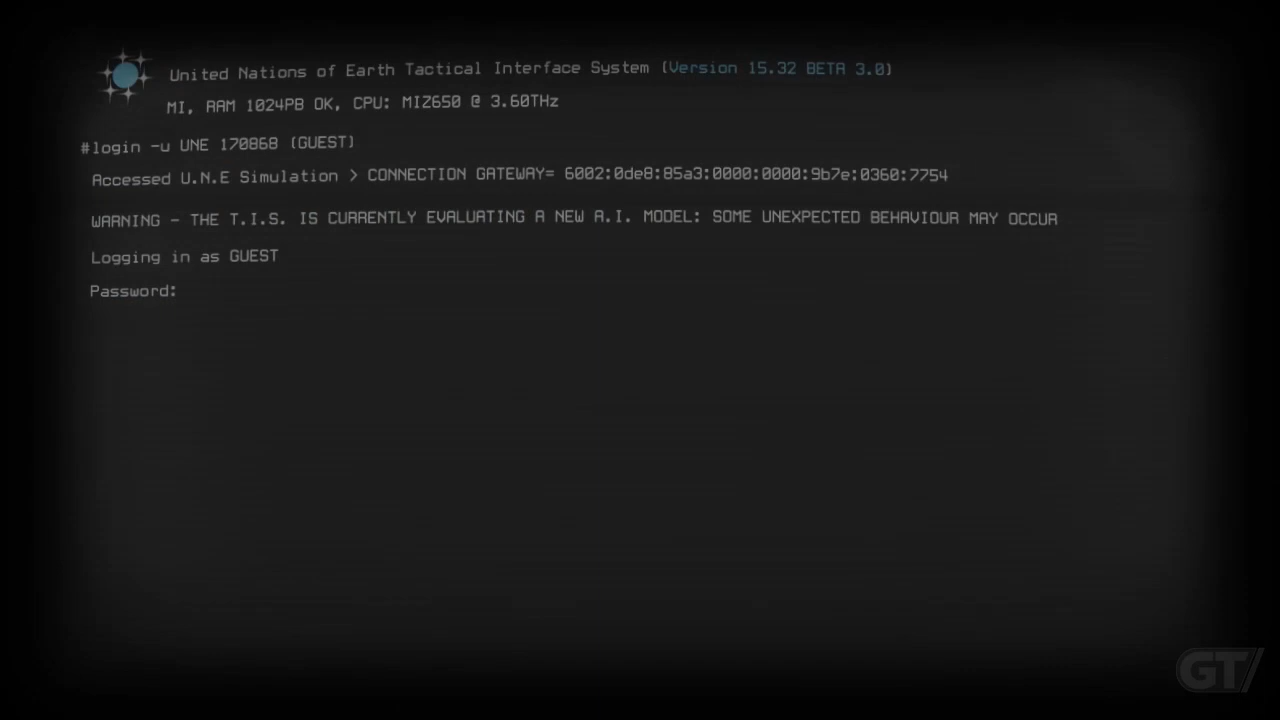 United Nations of Earth Tactical Interface System (Version 15.32 BETA 3.0)
MI, RAM 1024PB OK, CPU: MIZ650 @ 3.60THz
#login -u UNE 170868 (GUEST)
Accessed U.N.E Simulation > CONNECTION GATEWAY= 6002:0de8:85a3:0000:0000:9b7e:0360:7754
WARNING - THE T.I.S. IS CURRENTLY EVALUATING A NEW A.I. MODEL: SOME UNEXPECTED BEHAVIOUR MAY OCCUR
Logging in as GUEST
Password:
GT